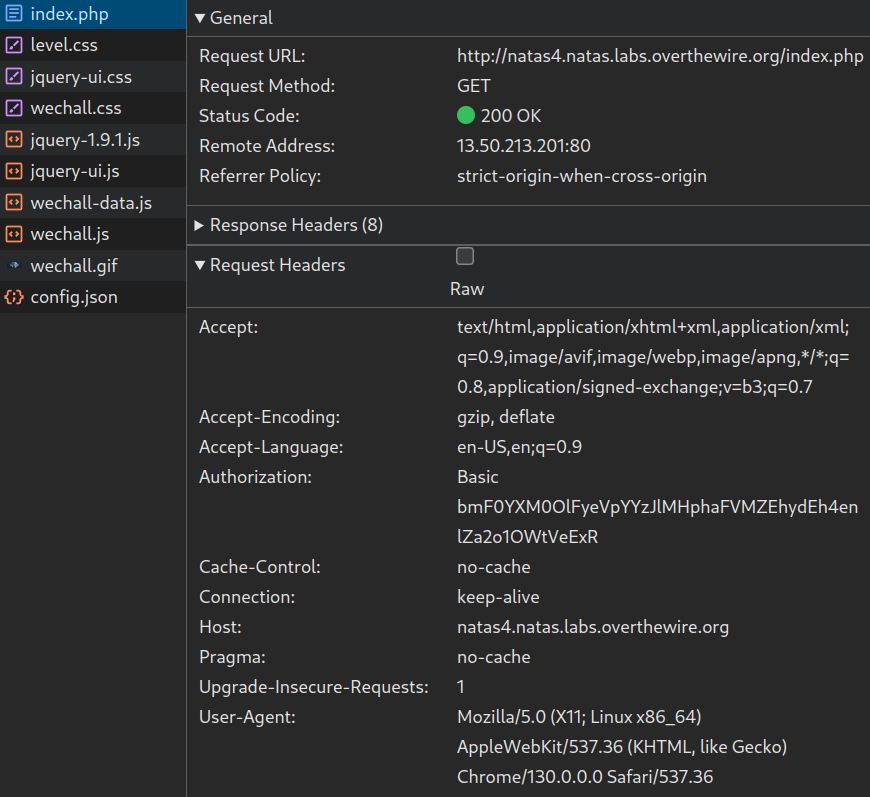 index.php
level.css
jquery-ui.css
wechall.css
jquery-1.9.1.js
jquery-ui.js
wechall-data.js
wechall.js
wechall.gif
config.json
General
Request URL: http://natas4.natas.labs.overthewire.org/index.php
Request Method: GET
Status Code: 200 OK
Remote Address: 13.50.213.201:80
Referrer Policy: strict-origin-when-cross-origin
Response Headers (8)
Request Headers
Raw
Accept: text/html,application/xhtml+xml,application/xml;
q=0.9,image/avif,image/webp,image/apng,*/*;q=
0.8,application/signed-exchange;v=b3;q=0.7
Accept-Encoding: gzip, deflate
Accept-Language: en-US,en;q=0.9
Authorization: Basic
bmF0YXM0OlFyeVpYYzJlMHphaFVMZEhydEh4en
lZa2o1OWtVeExR
Cache-Control: no-cache
Connection: keep-alive
Host: natas4.natas.labs.overthewire.org
Pragma: no-cache
Upgrade-Insecure-Requests: 1
User-Agent: Mozilla/5.0 (X11; Linux x86_64)
AppleWebKit/537.36 (KHTML, like Gecko)
Chrome/130.0.0.0 Safari/537.36